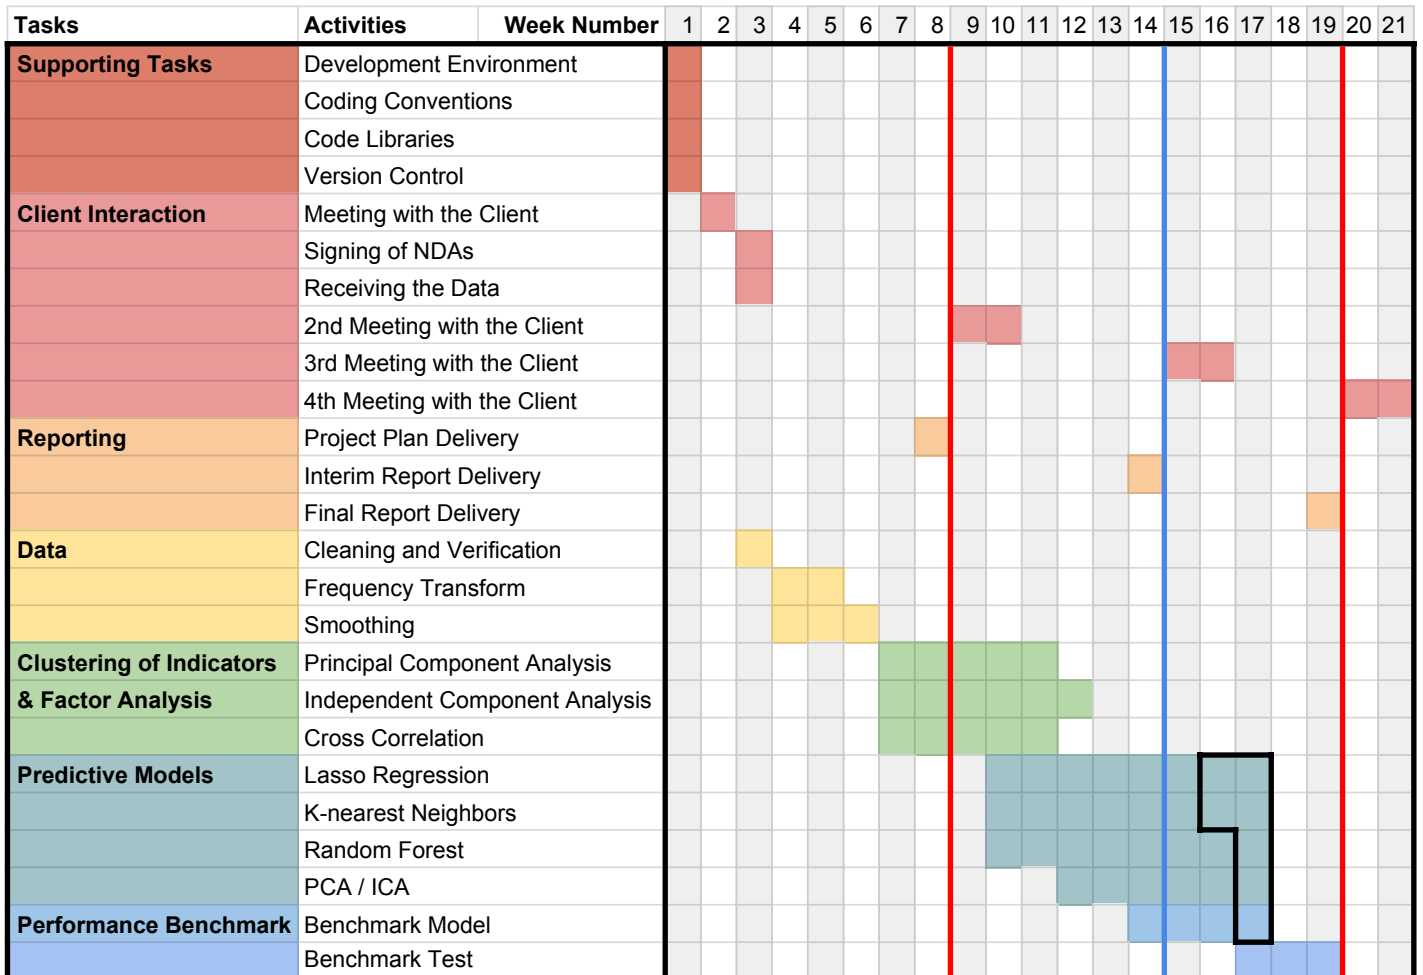 Tasks Activities Week Number 1 2 3 4 5 6 7 8 9 10 11 12 13 14 15 16 17 18 19 20 21
Supporting Tasks Development Environment
Coding Conventions
Code Libraries
Version Control
Client Interaction Meeting with the Client
Signing of NDAs
Receiving the Data
2nd Meeting with the Client
3rd Meeting with the Client
4th Meeting with the Client
Reporting Project Plan Delivery
Interim Report Delivery
Final Report Delivery
Data Cleaning and Verification
Frequency Transform
Smoothing
Clustering of Indicators Principal Component Analysis
& Factor Analysis Independent Component Analysis
Cross Correlation
Predictive Models Lasso Regression
K-nearest Neighbors
Random Forest
PCA / ICA
Performance Benchmark Benchmark Model
Benchmark Test